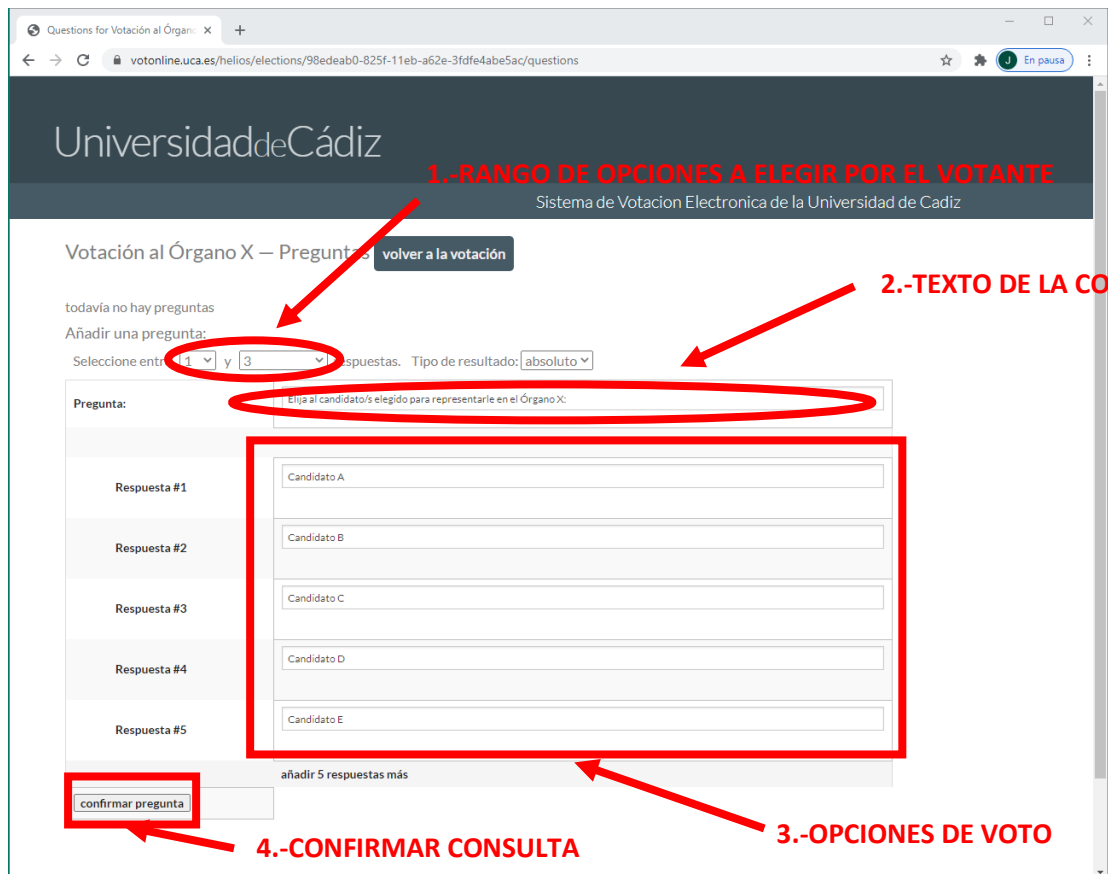 Questions for Votación al Órgan
votonline.uca.es/helios/elections/98edeab0-825f-11eb-a62e-3fdfe4abe5ac/questions
J En pausa
UniversidaddeCádiz
1.-RANGO DE OPCIONES A ELEGIR POR EL VOTANTE
Sistema de Votacion Electronica de la Universidad de Cadiz
Votación al Órgano X — Preguntas volver a la votación
2.-TEXTO DE LA CO
todavía no hay preguntas
Añadir una pregunta:
Seleccione entre 1 y 3 respuestas. Tipo de resultado: absoluto
Pregunta: Elija al candidato/s elegido para representarle en el Órgano X:
Respuesta #1 Candidato A
Respuesta #2 Candidato B
Respuesta #3 Candidato C
Respuesta #4 Candidato D
Respuesta #5 Candidato E
añadir 5 respuestas más
confirmar pregunta
3.-OPCIONES DE VOTO
4.-CONFIRMAR CONSULTA